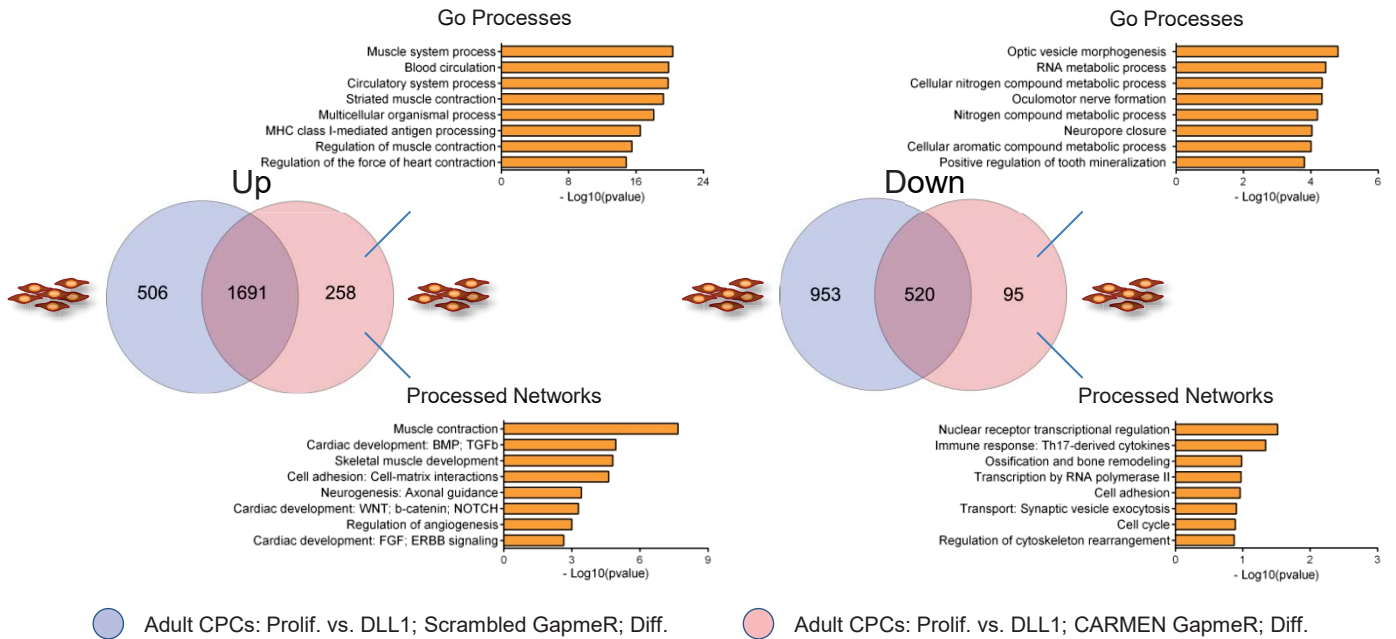 Go Processes
Muscle system process
Blood circulation
Circulatory system process
Striated muscle contraction
Multicellular organismal process
MHC class I-mediated antigen processing
Regulation of muscle contraction
Regulation of the force of heart contraction
0 8 16 24
- Log10(pvalue)
Up
506 1691 258
Processed Networks
Muscle contraction
Cardiac development: BMP; TGFb
Skeletal muscle development
Cell adhesion: Cell-matrix interactions
Neurogenesis: Axonal guidance
Cardiac development: WNT; b-catenin; NOTCH
Regulation of angiogenesis
Cardiac development: FGF; ERBB signaling
0 3 6 9
- Log10(pvalue)
Go Processes
Optic vesicle morphogenesis
RNA metabolic process
Cellular nitrogen compound metabolic process
Oculomotor nerve formation
Nitrogen compound metabolic process
Neuropore closure
Cellular aromatic compound metabolic process
Positive regulation of tooth mineralization
0 2 4 6
- Log10(pvalue)
Down
953 520 95
Processed Networks
Nuclear receptor transcriptional regulation
Immune response: Th17-derived cytokines
Ossification and bone remodeling
Transcription by RNA polymerase II
Cell adhesion
Transport: Synaptic vesicle exocytosis
Cell cycle
Regulation of cytoskeleton rearrangement
0 1 2 3
- Log10(pvalue)
Adult CPCs: Prolif. vs. DLL1; Scrambled GapmeR; Diff.
Adult CPCs: Prolif. vs. DLL1; CARMEN GapmeR; Diff.